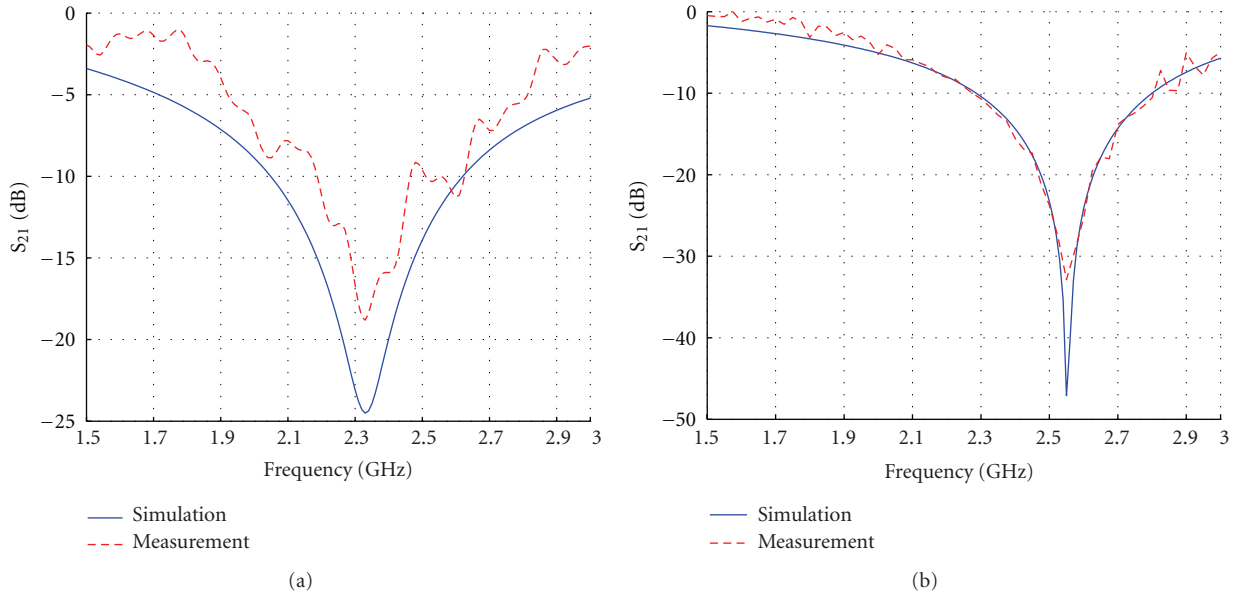 0
−5
−10
−15
−20
−25
S21 (dB)
1.5 1.7 1.9 2.1 2.3 2.5 2.7 2.9 3
Frequency (GHz)
Simulation
Measurement
(a)
0
−10
−20
−30
−40
−50
S21 (dB)
1.5 1.7 1.9 2.1 2.3 2.5 2.7 2.9 3
Frequency (GHz)
Simulation
Measurement
(b)